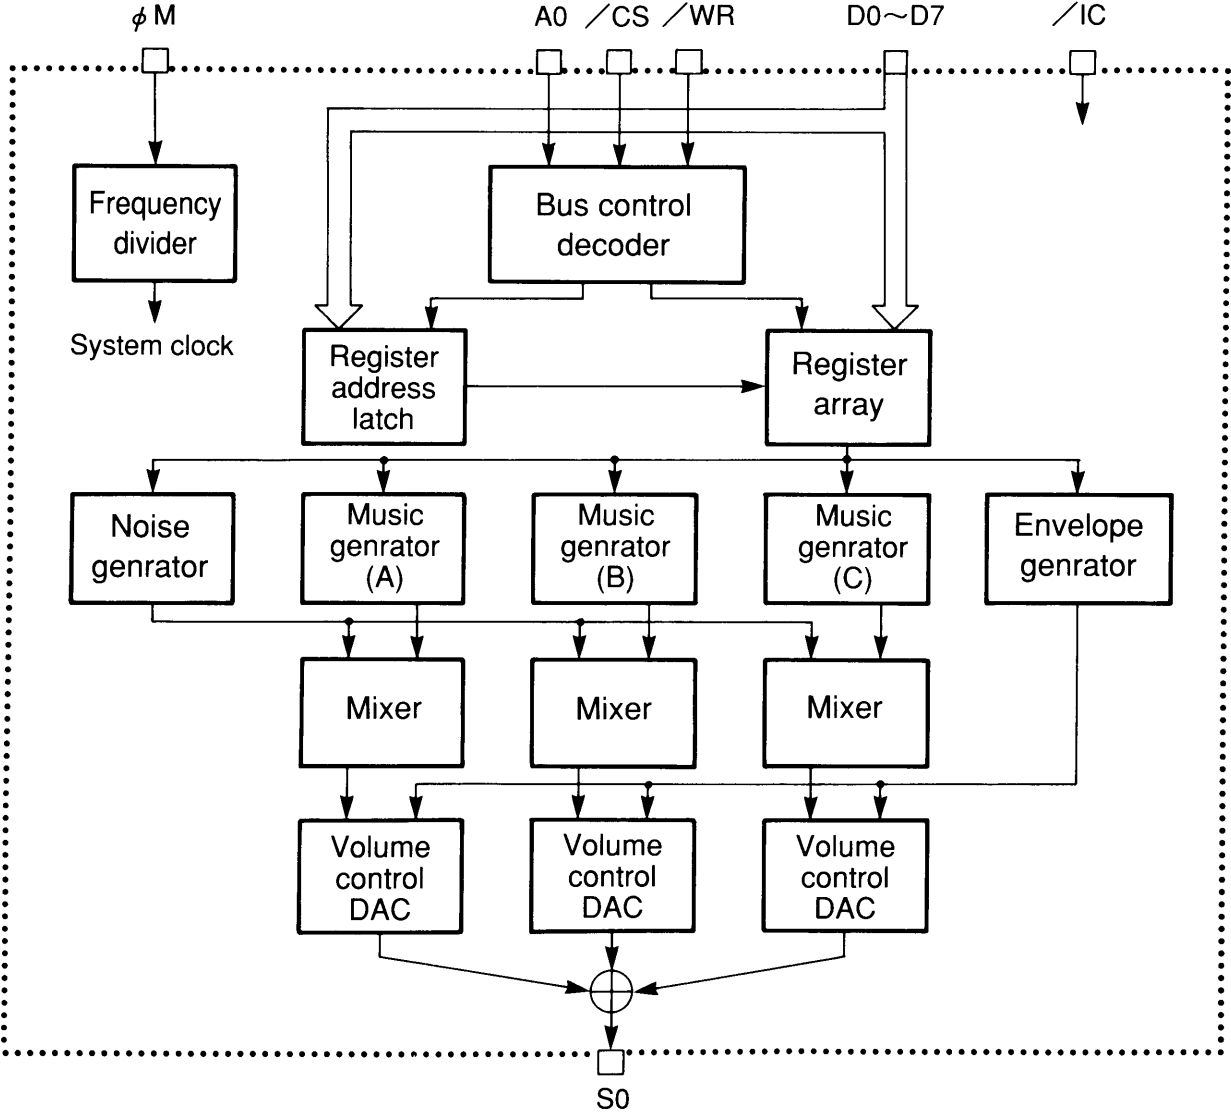 φM A0 /CS /WR D0~D7 /IC
Frequency
divider
Bus control
decoder
System clock
Register
address
latch
Register
array
Noise
genrator
Music
genrator
(A)
Music
genrator
(B)
Music
genrator
(C)
Envelope
genrator
Mixer
Mixer
Mixer
Volume
control
DAC
Volume
control
DAC
Volume
control
DAC
S0